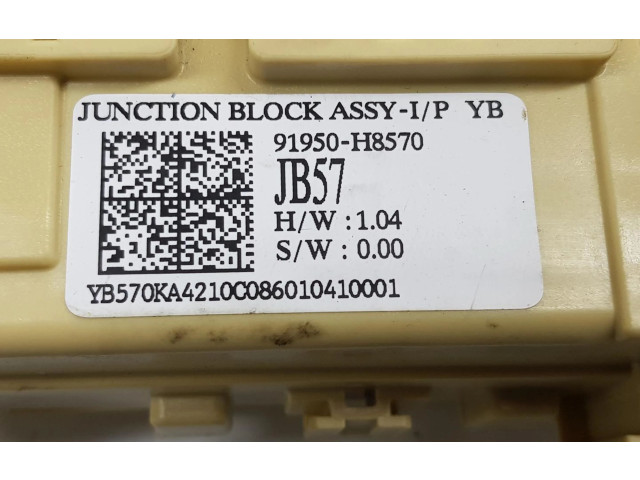 JUNCTION BLOCK ASSY-I/P YB
91950-H8570
JB57
H/W : 1.04
S/W : 0.00
YB570KA4210C086010410001